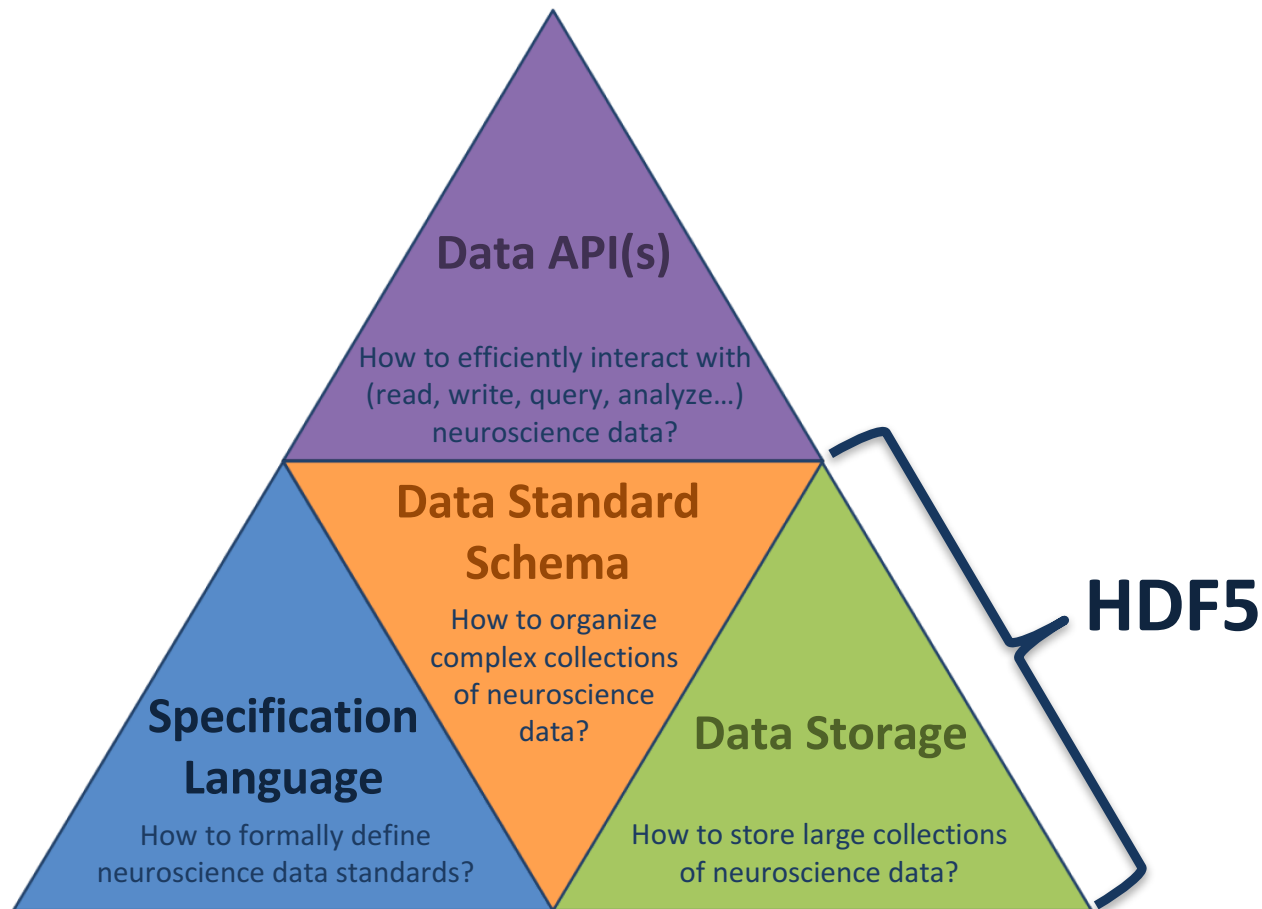 Data API(s)
How to efficiently interact with
(read, write, query, analyze…)
neuroscience data?
Data Standard
Schema
How to organize
complex collections
of neuroscience
data?
Specification
Language
How to formally define
neuroscience data standards?
Data Storage
How to store large collections
of neuroscience data?
HDF5